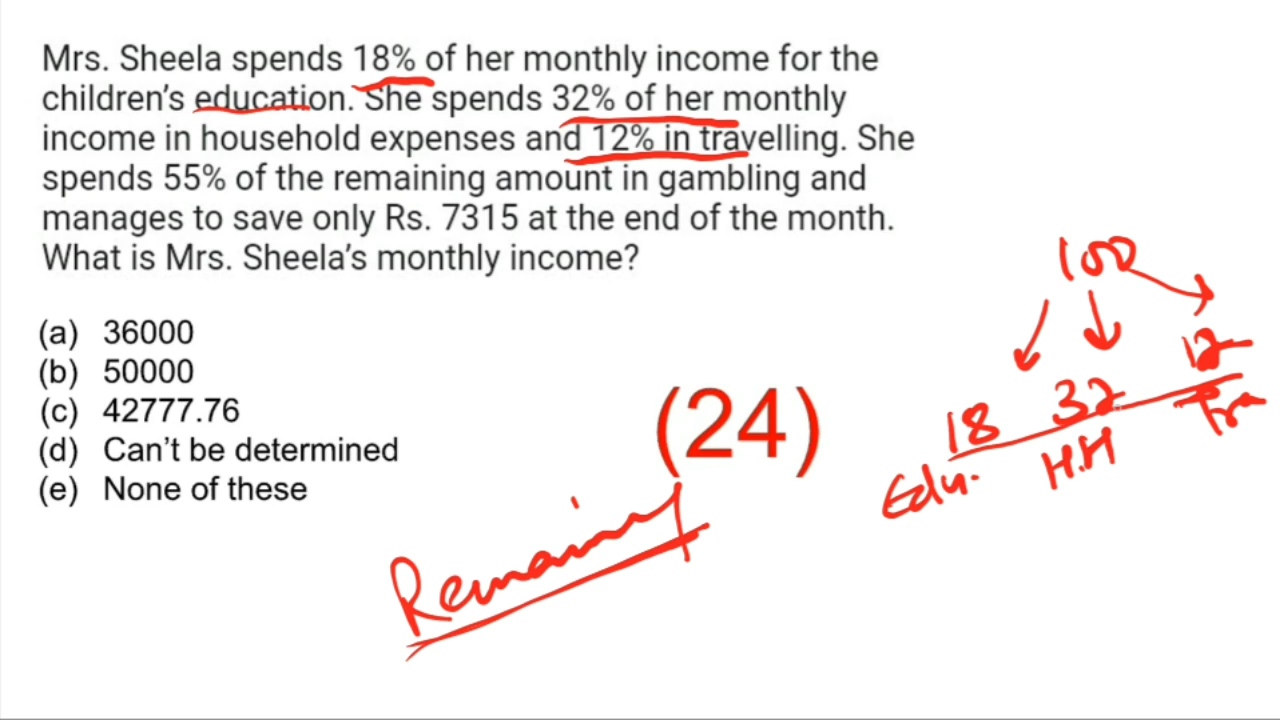 Mrs. Sheela spends 18% of her monthly income for the
children's education. She spends 32% of her monthly
income in household expenses and 12% in travelling. She
spends 55% of the remaining amount in gambling and
manages to save only Rs. 7315 at the end of the month.
What is Mrs. Sheela's monthly income?
100
(a) 36000
(b) 50000
(c) 42777.76
(d) Can't be determined
(e) None of these
(24)
18 32 12
Edu. H.H Tra
Remaining